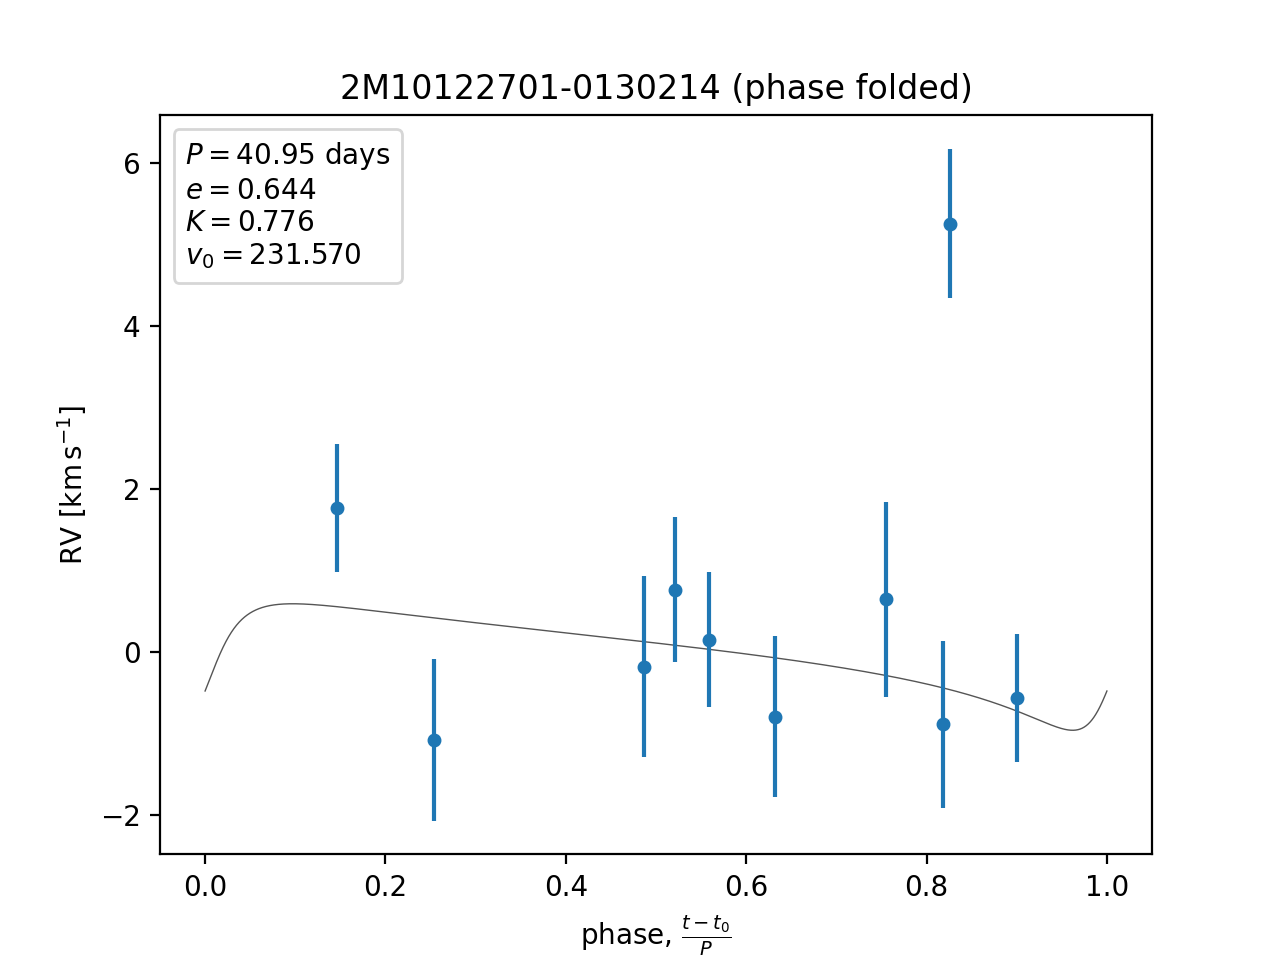 2M10122701-0130214 (phase folded)
P = 40.95 days
e = 0.644
K = 0.776
v₀ = 231.570
6
4
2
0
−2
RV [km s⁻¹]
0.0 0.2 0.4 0.6 0.8 1.0
phase, (t − t₀)/P